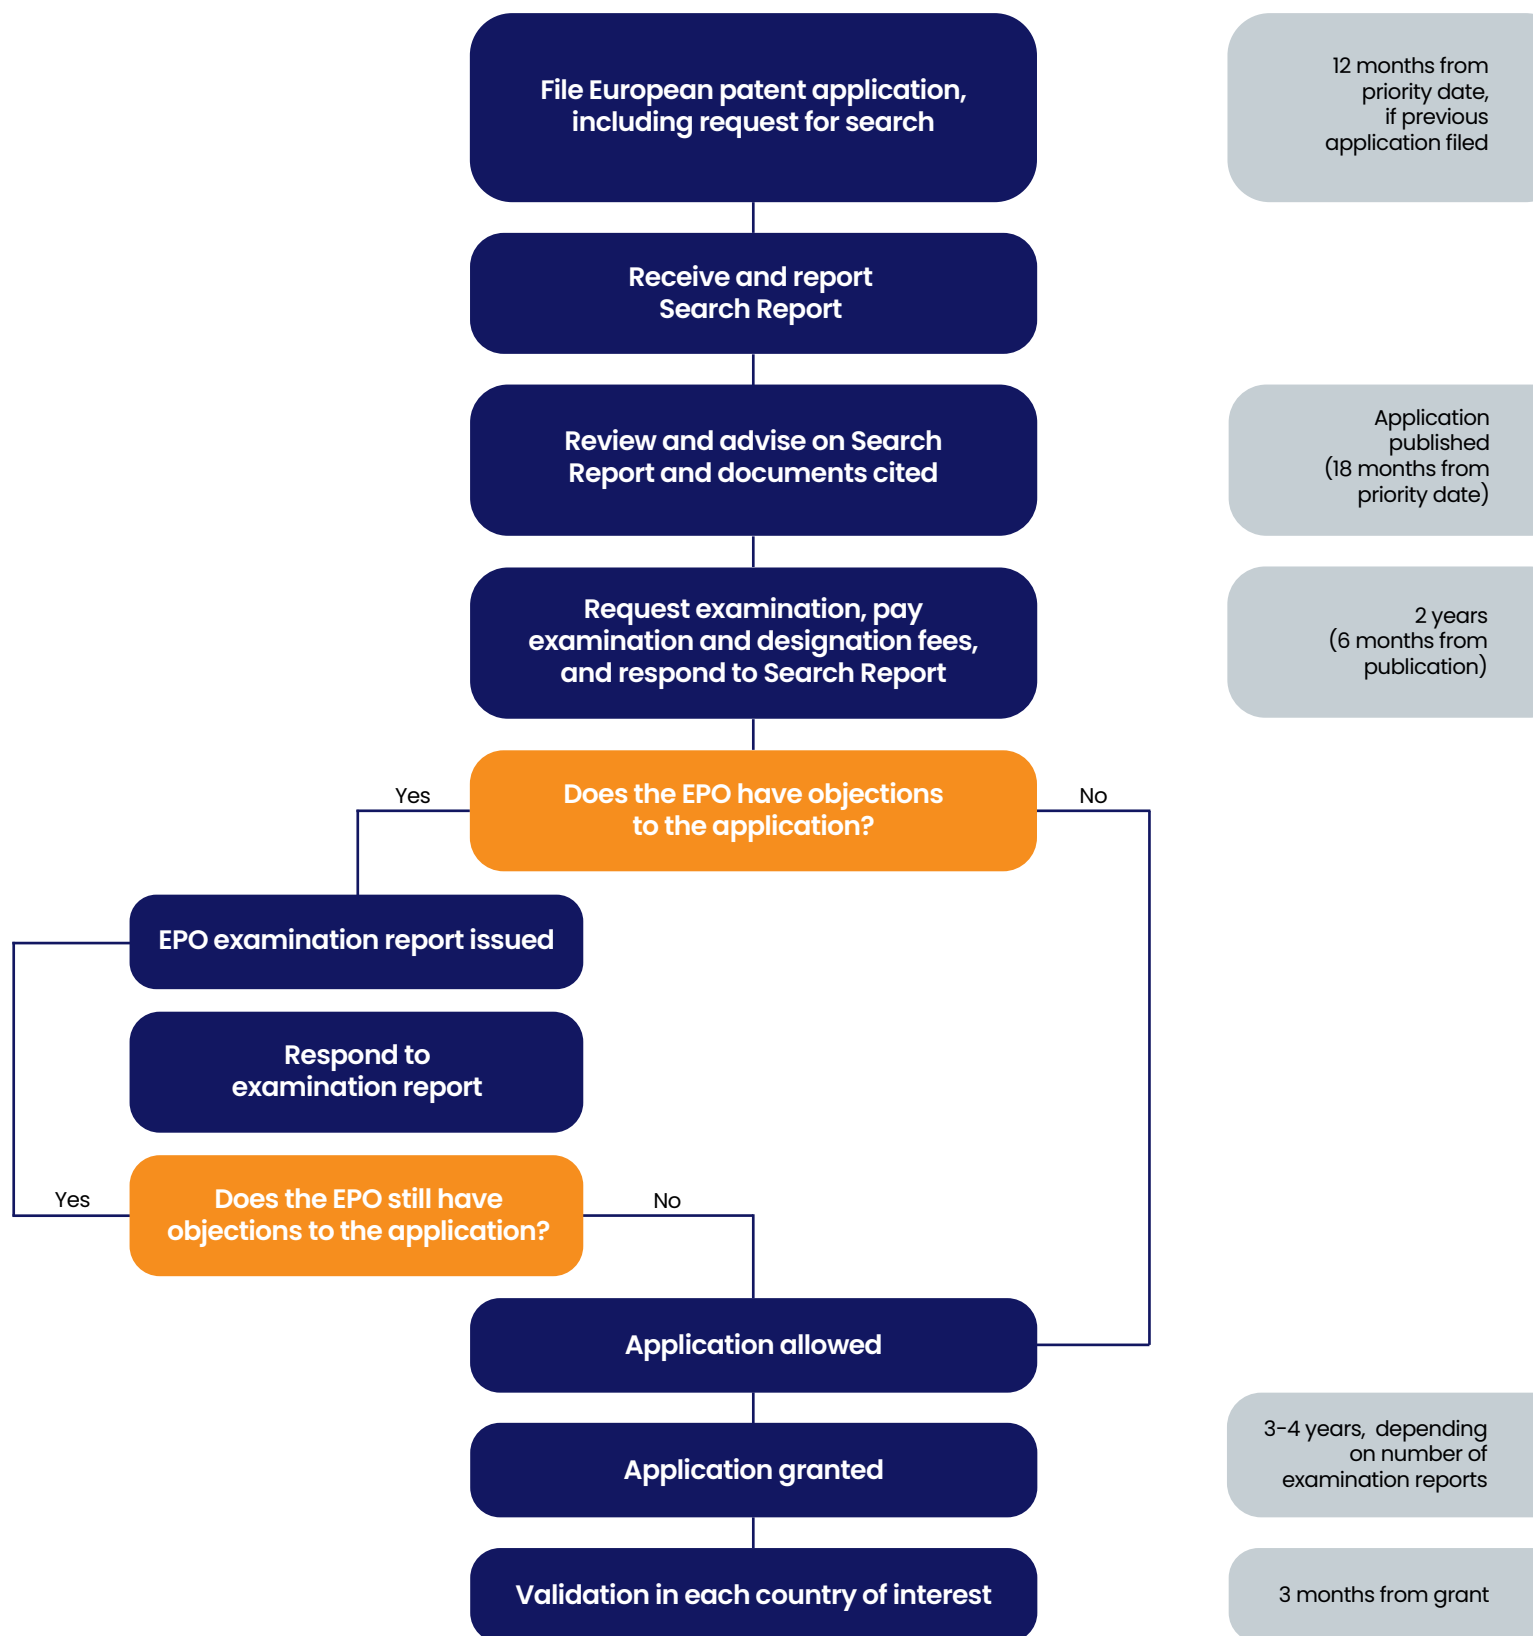 File European patent application,
including request for search
12 months from
priority date,
if previous
application filed
Receive and report
Search Report
Review and advise on Search
Report and documents cited
Application
published
(18 months from
priority date)
Request examination, pay
examination and designation fees,
and respond to Search Report
2 years
(6 months from
publication)
Yes
Does the EPO have objections
to the application?
No
EPO examination report issued
Respond to
examination report
Yes
Does the EPO still have
objections to the application?
No
Application allowed
Application granted
3-4 years, depending
on number of
examination reports
Validation in each country of interest
3 months from grant